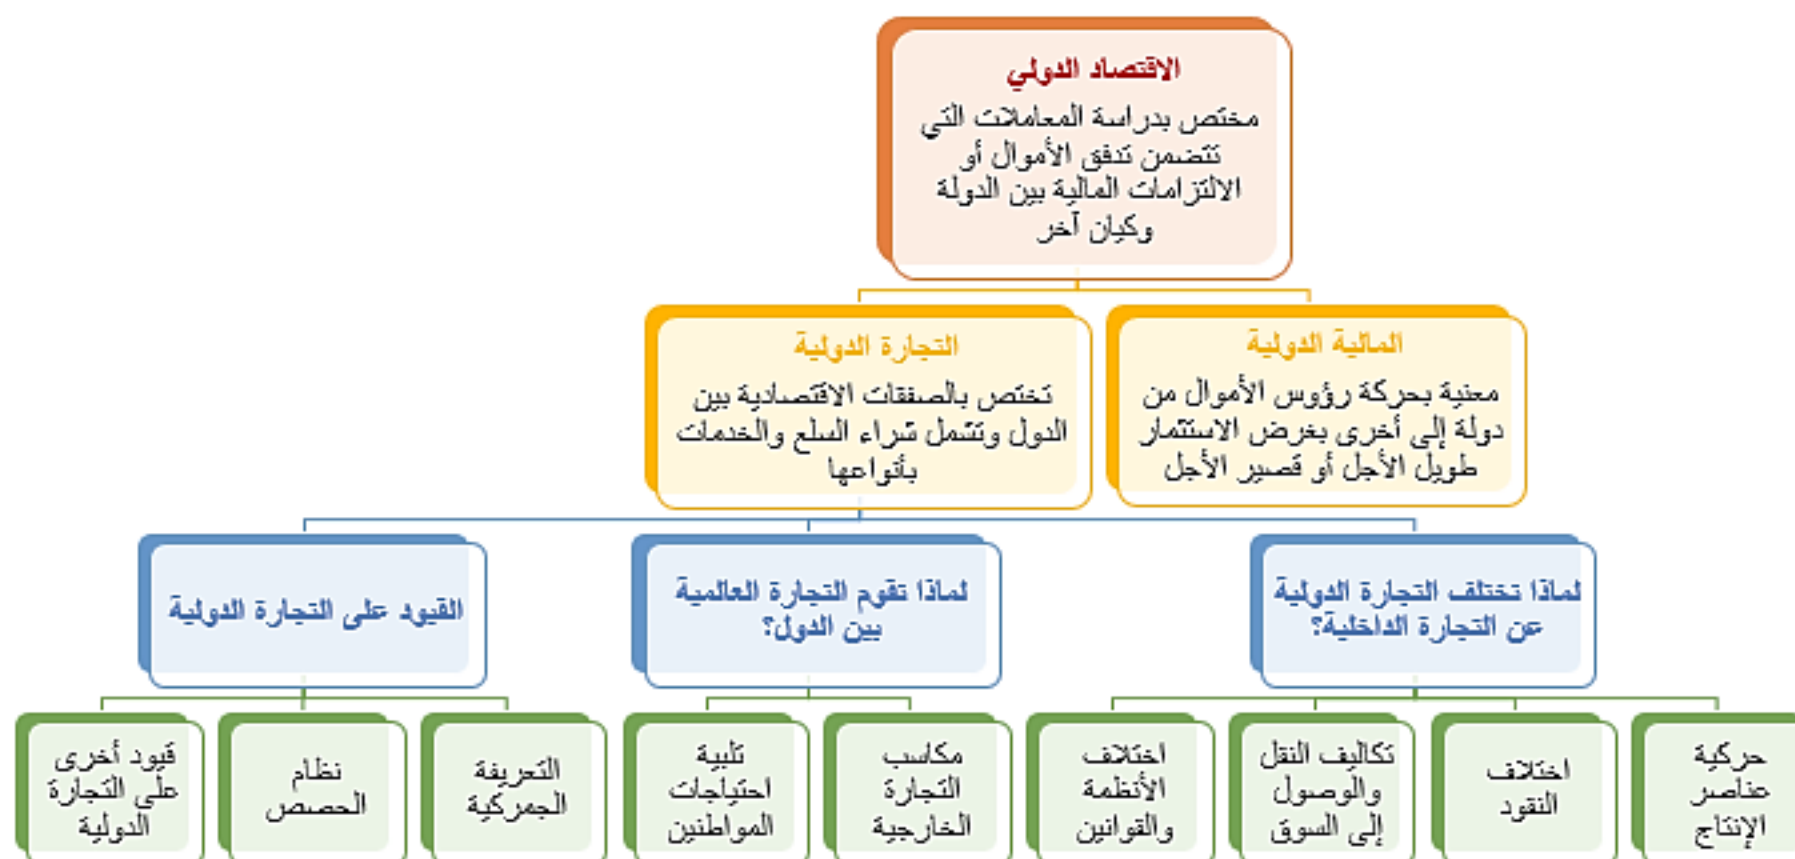 الاقتصاد الدولي
مختص بدراسة المعاملات التي
تتضمن تدفق الأموال أو
الالتزامات المالية بين الدولة
وكيان آخر
المالية الدولية
معنية بحركة رؤوس الأموال من
دولة إلى أخرى بغرض الاستثمار
طويل الأجل أو قصير الأجل
التجارة الدولية
تختص بالصفقات الاقتصادية بين
الدول وتشمل شراء السلع والخدمات
بأنواعها
لماذا تختلف التجارة الدولية
عن التجارة الداخلية؟
لماذا تقوم التجارة العالمية
بين الدول؟
القيود على التجارة الدولية
حركية
عناصر
الإنتاج
اختلاف
النقود
تكاليف النقل
والوصول
إلى السوق
اختلاف
الأنظمة
والقوانين
مكاسب
التجارة
الخارجية
تلبية
احتياجات
المواطنين
التعريفة
الجمركية
نظام
الحصص
قيود أخرى
على التجارة
الدولية